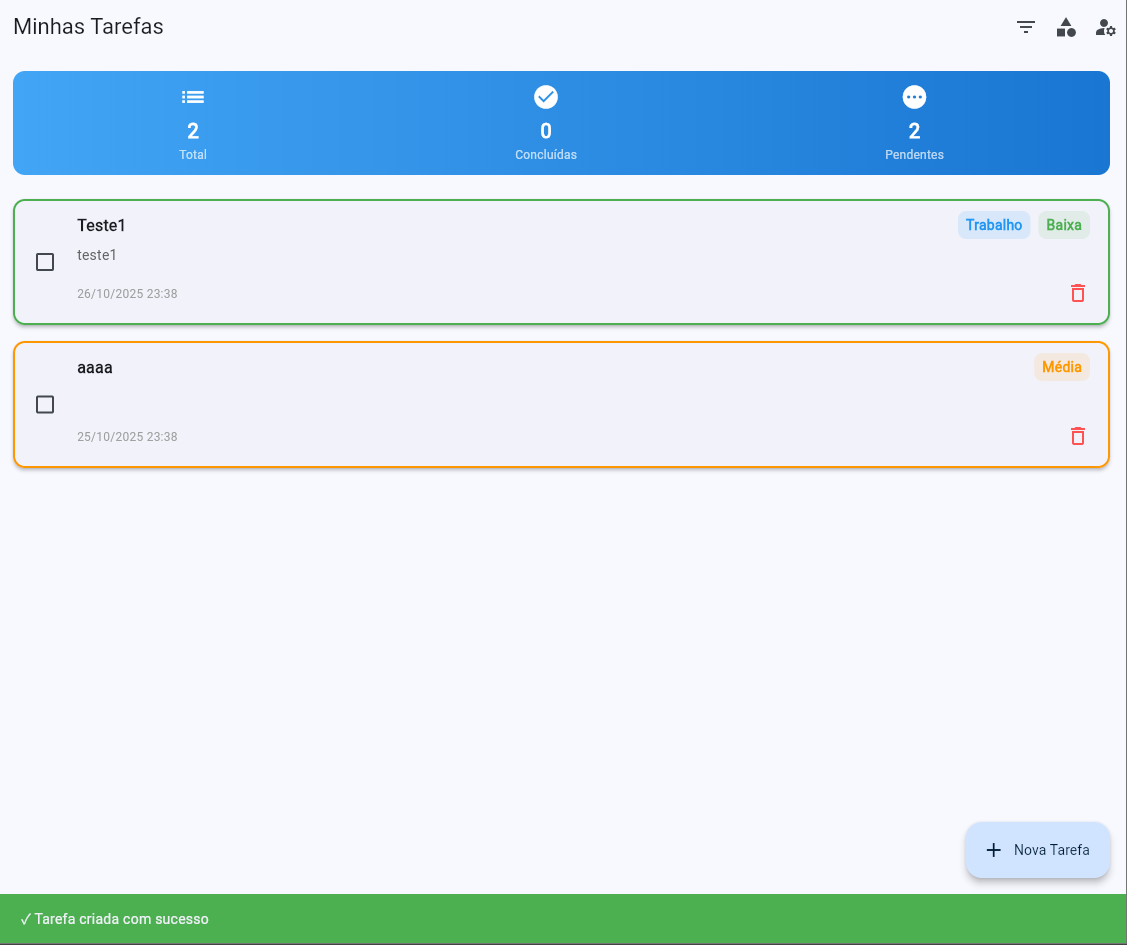 Minhas Tarefas
2
Total
0
Concluídas
2
Pendentes
Teste1
Trabalho
Baixa
teste1
26/10/2025 23:38
aaaa
Média
25/10/2025 23:38
+ Nova Tarefa
✓ Tarefa criada com sucesso